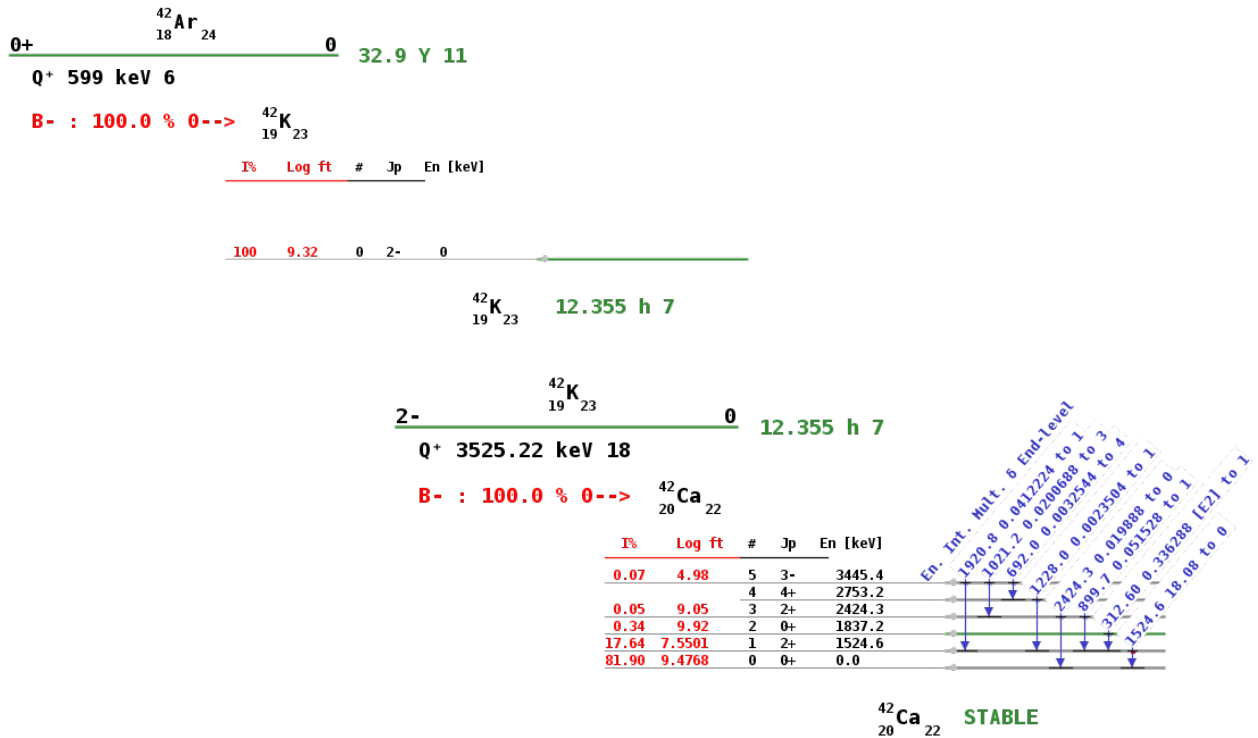 42
18Ar24
0+ 0
32.9 Y 11
Q⁺ 599 keV 6
B- : 100.0 % 0-->
42
19K23
I% Log ft # Jp En [keV]
100 9.32 0 2- 0
42
19K23
12.355 h 7
42
19K23
2- 0
12.355 h 7
Q⁺ 3525.22 keV 18
B- : 100.0 % 0-->
42
20Ca22
I% Log ft # Jp En [keV]
0.07 4.98 5 3- 3445.4
4 4+ 2753.2
0.05 9.05 3 2+ 2424.3
0.34 9.92 2 0+ 1837.2
17.64 7.5501 1 2+ 1524.6
81.90 9.4768 0 0+ 0.0
En. Int. Mult. δ End-level
1920.8 0.0412224 to 1
1021.2 0.0200688 to 3
692.0 0.0032544 to 4
1228.0 0.0023504 to 1
2424.3 0.019888 to 0
899.7 0.051528 to 1
312.60 0.336288 [E2] to 1
1524.6 18.08 to 0
42
20Ca22
STABLE